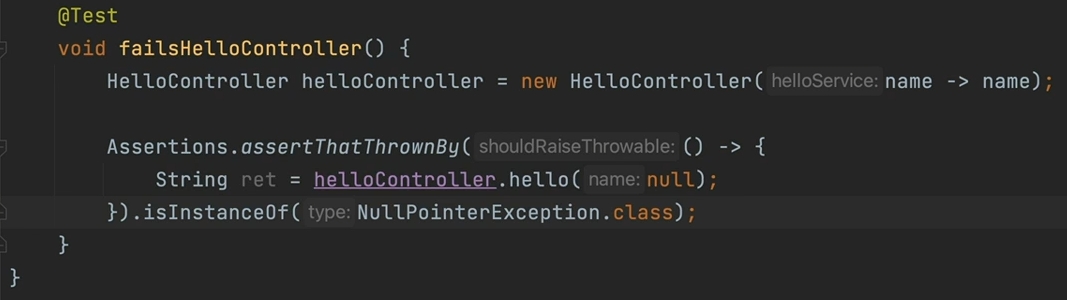 @Test
void failsHelloController() {
HelloController helloController = new HelloController( helloService: name -> name);
Assertions.assertThatThrownBy( shouldRaiseThrowable: () -> {
String ret = helloController.hello( name: null);
}).isInstanceOf( type: NullPointerException.class);
}
}